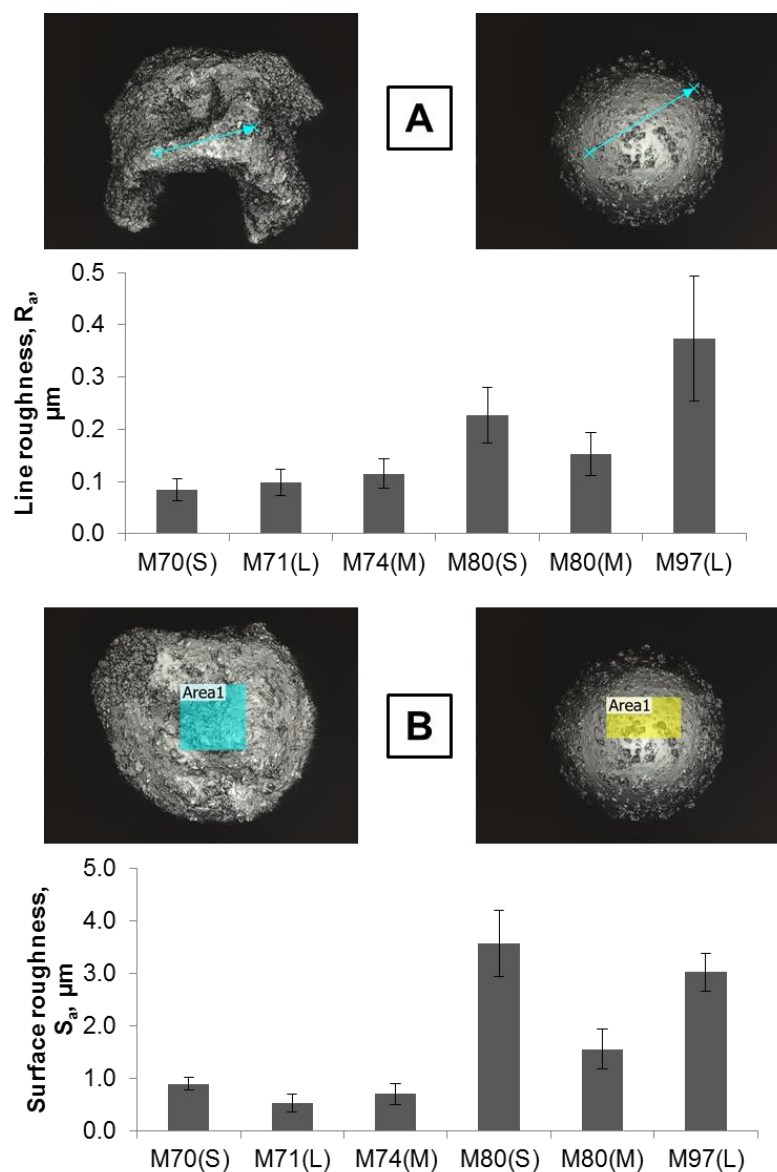 A
Line roughness, Rₐ,
µm
0.5
0.4
0.3
0.2
0.1
0.0
M70(S) M71(L) M74(M) M80(S) M80(M) M97(L)
Area1
B
Area1
Surface roughness,
Sₐ, µm
5.0
4.0
3.0
2.0
1.0
0.0
M70(S) M71(L) M74(M) M80(S) M80(M) M97(L)